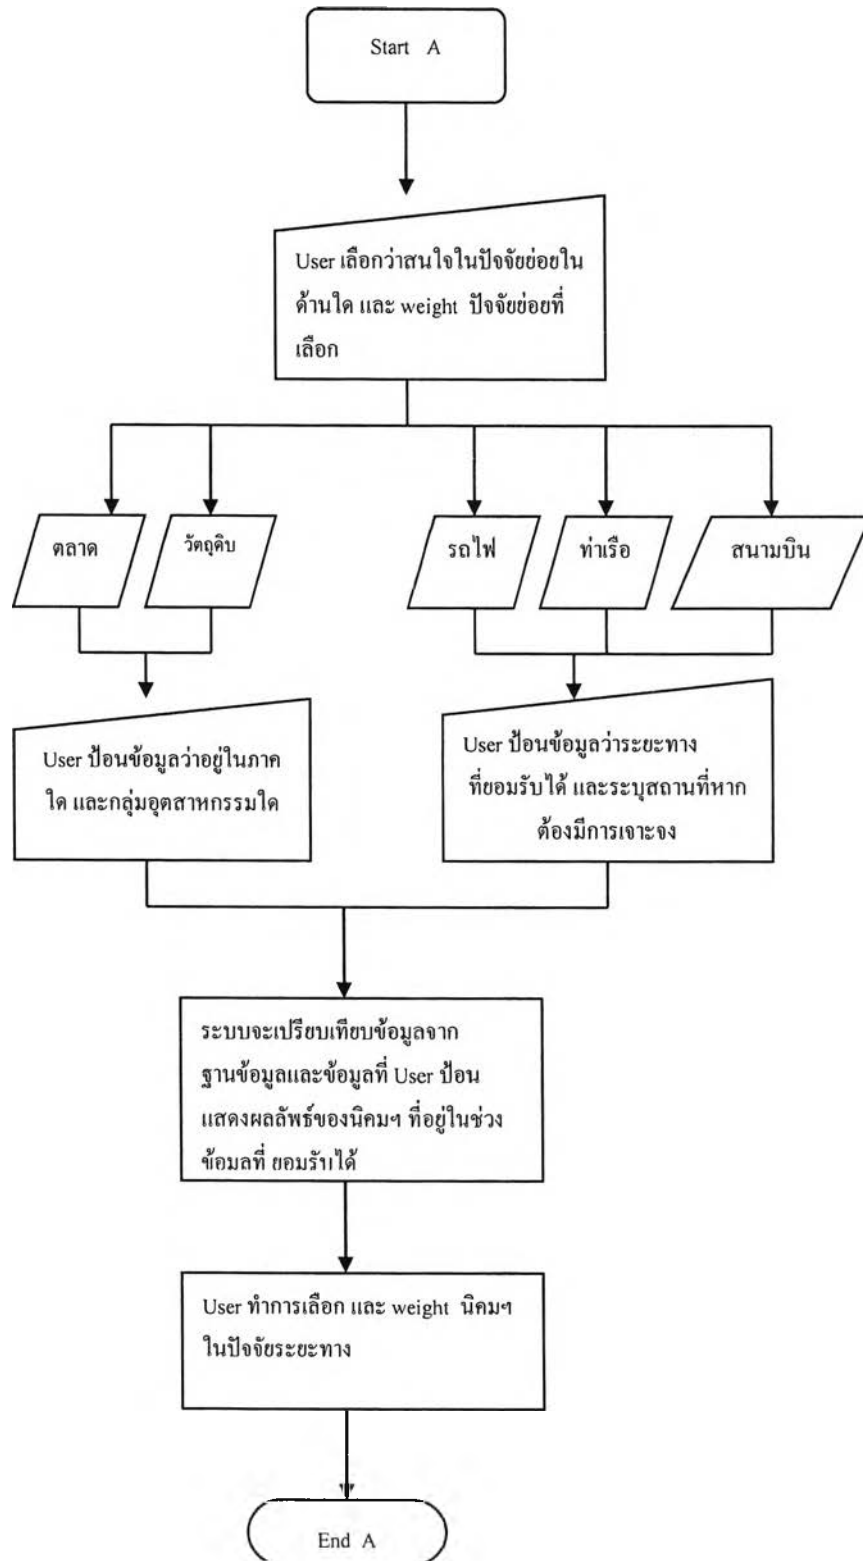 Start A
User เลือกว่าสนใจในปัจจัยย่อยใน
ด้านใด และ weight ปัจจัยย่อยที่
เลือก
ตลาด
วัตถุดิบ
รถไฟ
ท่าเรือ
สนามบิน
User ป้อนข้อมูลว่าอยู่ในภาค
ใด และกลุ่มอุตสาหกรรมใด
User ป้อนข้อมูลว่าระยะทาง
ที่ยอมรับได้ และระบุสถานที่หาก
ต้องมีการเจาะจง
ระบบจะเปรียบเทียบข้อมูลจาก
ฐานข้อมูลและข้อมูลที่ User ป้อน
แสดงผลลัพธ์ของนิคมฯ ที่อยู่ในช่วง
ข้อมูลที่ ยอมรับได้
User ทำการเลือก และ weight นิคมฯ
ในปัจจัยระยะทาง
End A